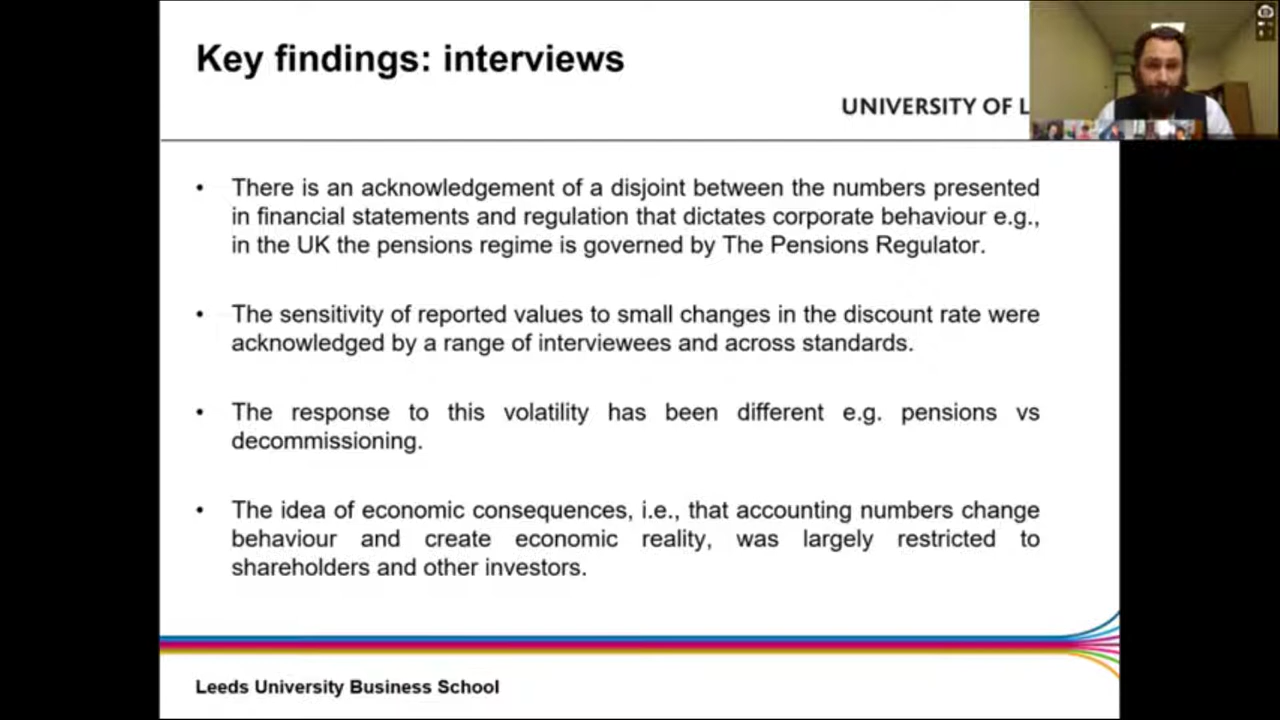 Key findings: interviews
UNIVERSITY OF L
• There is an acknowledgement of a disjoint between the numbers presented
in financial statements and regulation that dictates corporate behaviour e.g.,
in the UK the pensions regime is governed by The Pensions Regulator.
• The sensitivity of reported values to small changes in the discount rate were
acknowledged by a range of interviewees and across standards.
• The response to this volatility has been different e.g. pensions vs
decommissioning.
• The idea of economic consequences, i.e., that accounting numbers change
behaviour and create economic reality, was largely restricted to
shareholders and other investors.
Leeds University Business School